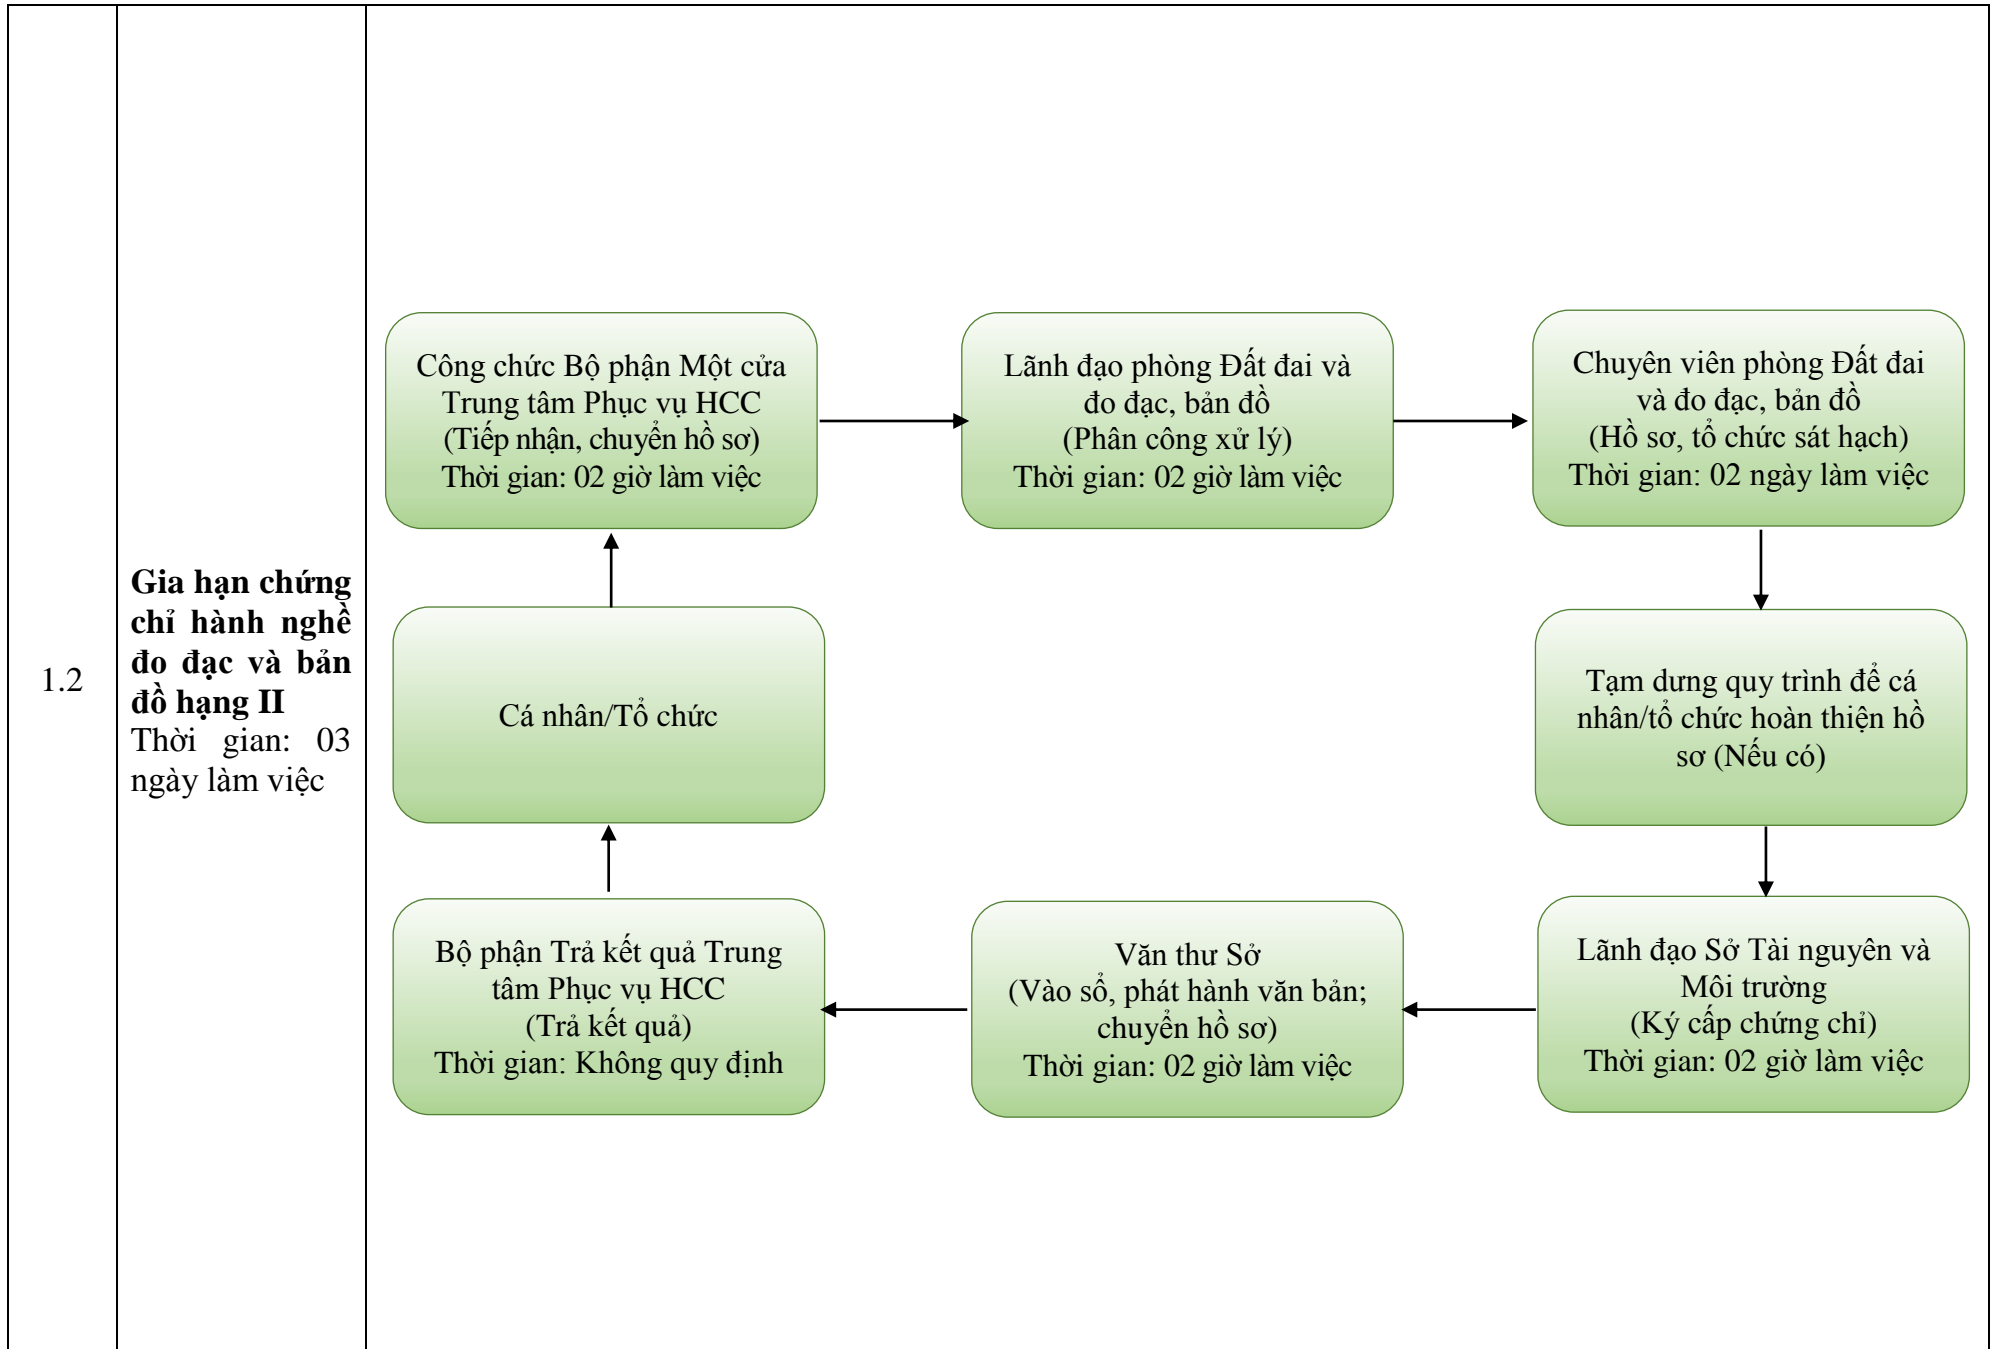 1.2
Gia hạn chứng
chỉ hành nghề
đo đạc và bản
đồ hạng II
Thời gian: 03
ngày làm việc
Công chức Bộ phận Một cửa
Trung tâm Phục vụ HCC
(Tiếp nhận, chuyển hồ sơ)
Thời gian: 02 giờ làm việc
Lãnh đạo phòng Đất đai và
đo đạc, bản đồ
(Phân công xử lý)
Thời gian: 02 giờ làm việc
Chuyên viên phòng Đất đai
và đo đạc, bản đồ
(Hồ sơ, tổ chức sát hạch)
Thời gian: 02 ngày làm việc
Cá nhân/Tổ chức
Tạm dưng quy trình để cá
nhân/tổ chức hoàn thiện hồ
sơ (Nếu có)
Bộ phận Trả kết quả Trung
tâm Phục vụ HCC
(Trả kết quả)
Thời gian: Không quy định
Văn thư Sở
(Vào sổ, phát hành văn bản;
chuyển hồ sơ)
Thời gian: 02 giờ làm việc
Lãnh đạo Sở Tài nguyên và
Môi trường
(Ký cấp chứng chỉ)
Thời gian: 02 giờ làm việc